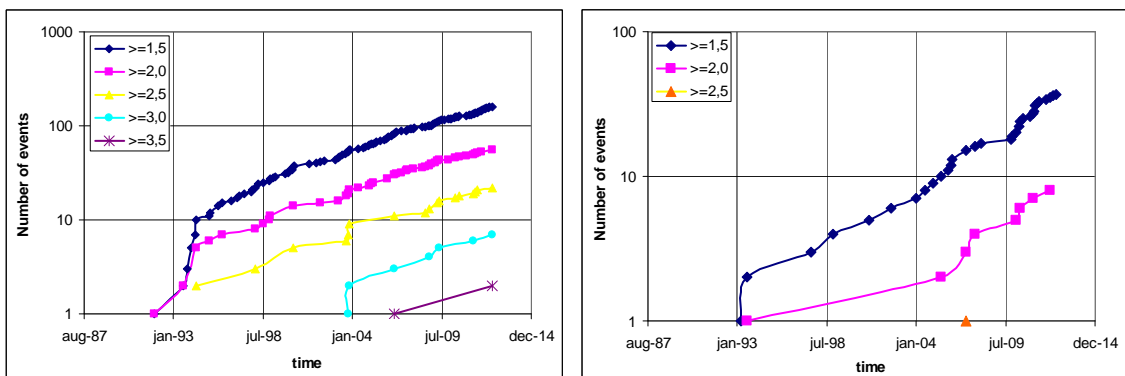 1000
100
10
1
Number of events
>=1,5
>=2,0
>=2,5
>=3,0
>=3,5
aug-87 jan-93 jul-98 jan-04 jul-09 dec-14
time
100
10
1
Number of events
>=1,5
>=2,0
>=2,5
aug-87 jan-93 jul-98 jan-04 jul-09 dec-14
time